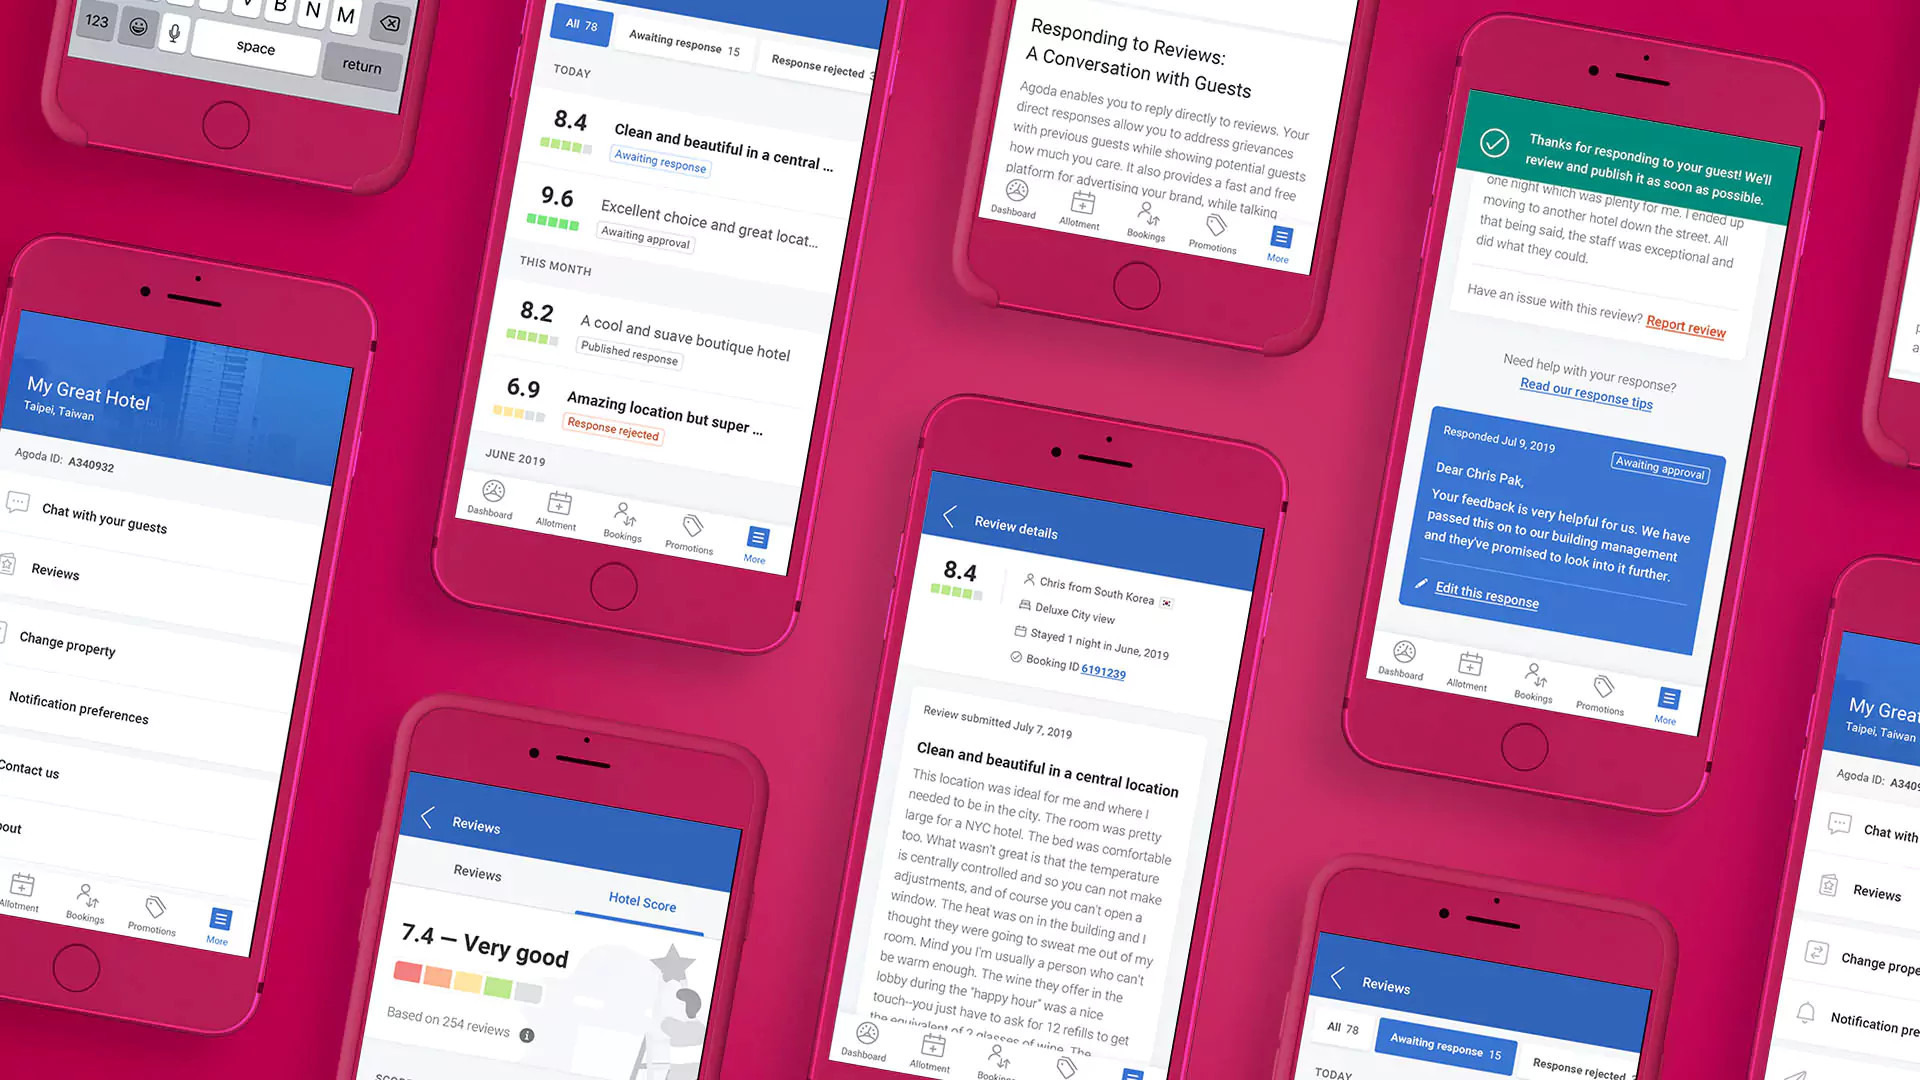 V B N M
123
space
return
My Great Hotel
Taipei, Taiwan
Agoda ID: A340932
Chat with your guests
Reviews
Change property
Notification preferences
Contact us
Bookings
Promotions
More
All 78
Awaiting response 15
Response rejected
TODAY
8.4
Clean and beautiful in a central ...
Awaiting response
9.6
Excellent choice and great locat...
Awaiting approval
THIS MONTH
8.2
A cool and suave boutique hotel
Published response
6.9
Amazing location but super ...
Response rejected
JUNE 2019
Dashboard
Allotment
Bookings
Promotions
More
Reviews
Reviews
Hotel Score
7.4 — Very good
Based on 254 reviews
Responding to Reviews:
A Conversation with Guests
Agoda enables you to reply directly to reviews. Your
direct responses allow you to address grievances
with previous guests while showing potential guests
how much you care. It also provides a fast and free
platform for advertising your brand, while talking
Dashboard
Allotment
Bookings
Promotions
More
Review details
8.4
Chris from South Korea
Deluxe City view
Stayed 1 night in June, 2019
Booking ID 6191239
Review submitted July 7, 2019
Clean and beautiful in a central location
This location was ideal for me and where I
needed to be in the city. The room was pretty
large for a NYC hotel. The bed was comfortable
too. What wasn't great is that the temperature
is centrally controlled and so you can not make
adjustments, and of course you can't open a
window. The heat was on in the building and I
thought they were going to sweat me out of my
room. Mind you I'm usually a person who can't
be warm enough. The wine they offer in the
lobby during the "happy hour" was a nice
touch--you just have to ask for 12 refills to get
the equivalent of 2 glasses of wine. The
Dashboard
Allotment
Thanks for responding to your guest! We'll
review and publish it as soon as possible.
one night which was plenty for me. I ended up
moving to another hotel down the street. All
that being said, the staff was exceptional and
did what they could.
Have an issue with this review? Report review
Need help with your response?
Read our response tips
Responded Jul 9, 2019
Awaiting approval
Dear Chris Pak,
Your feedback is very helpful for us. We have
passed this on to our building management
and they've promised to look into it further.
Edit this response
Dashboard
Allotment
Bookings
Promotions
More
Reviews
All 78
Awaiting response 15
Response rejected
TODAY
My Great
Taipei, Taiwan
Agoda ID:
Chat with
Reviews
Change
Notification